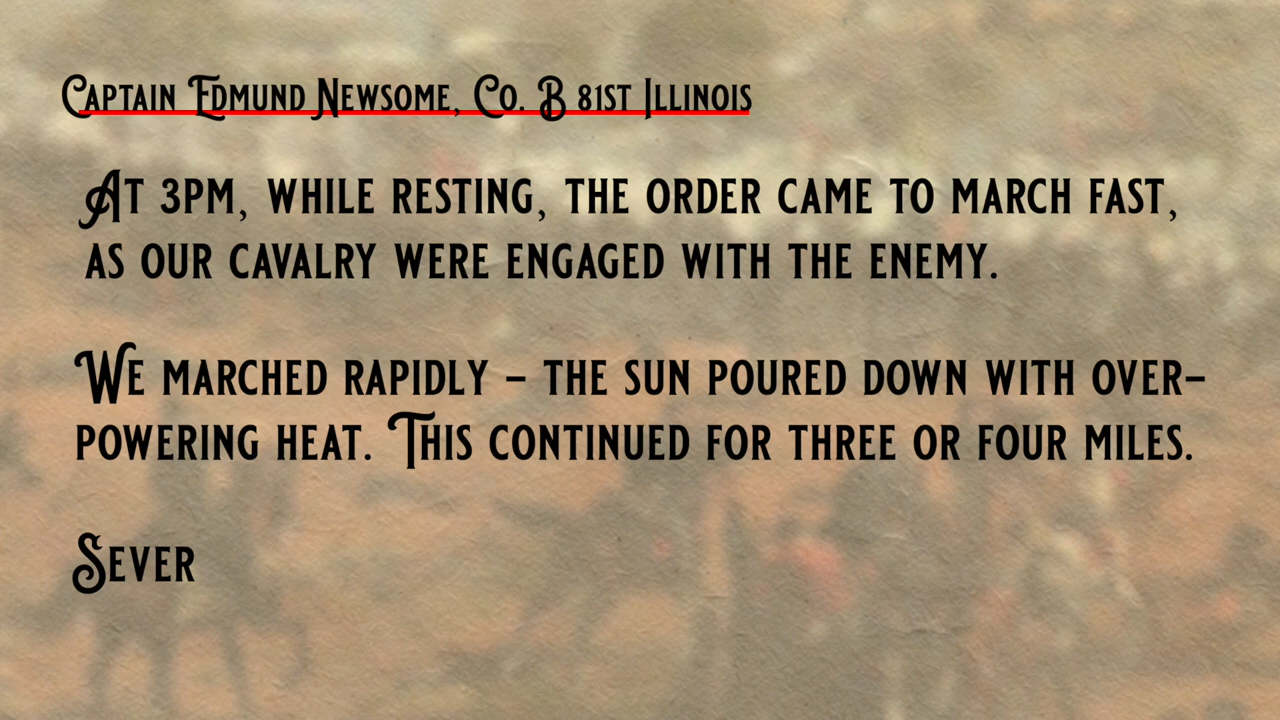 Captain Edmund Newsome, Co. B 81st Illinois
At 3pm, while resting, the order came to march fast,
as our cavalry were engaged with the enemy.
We marched rapidly – the sun poured down with over-
powering heat. This continued for three or four miles.
Sever